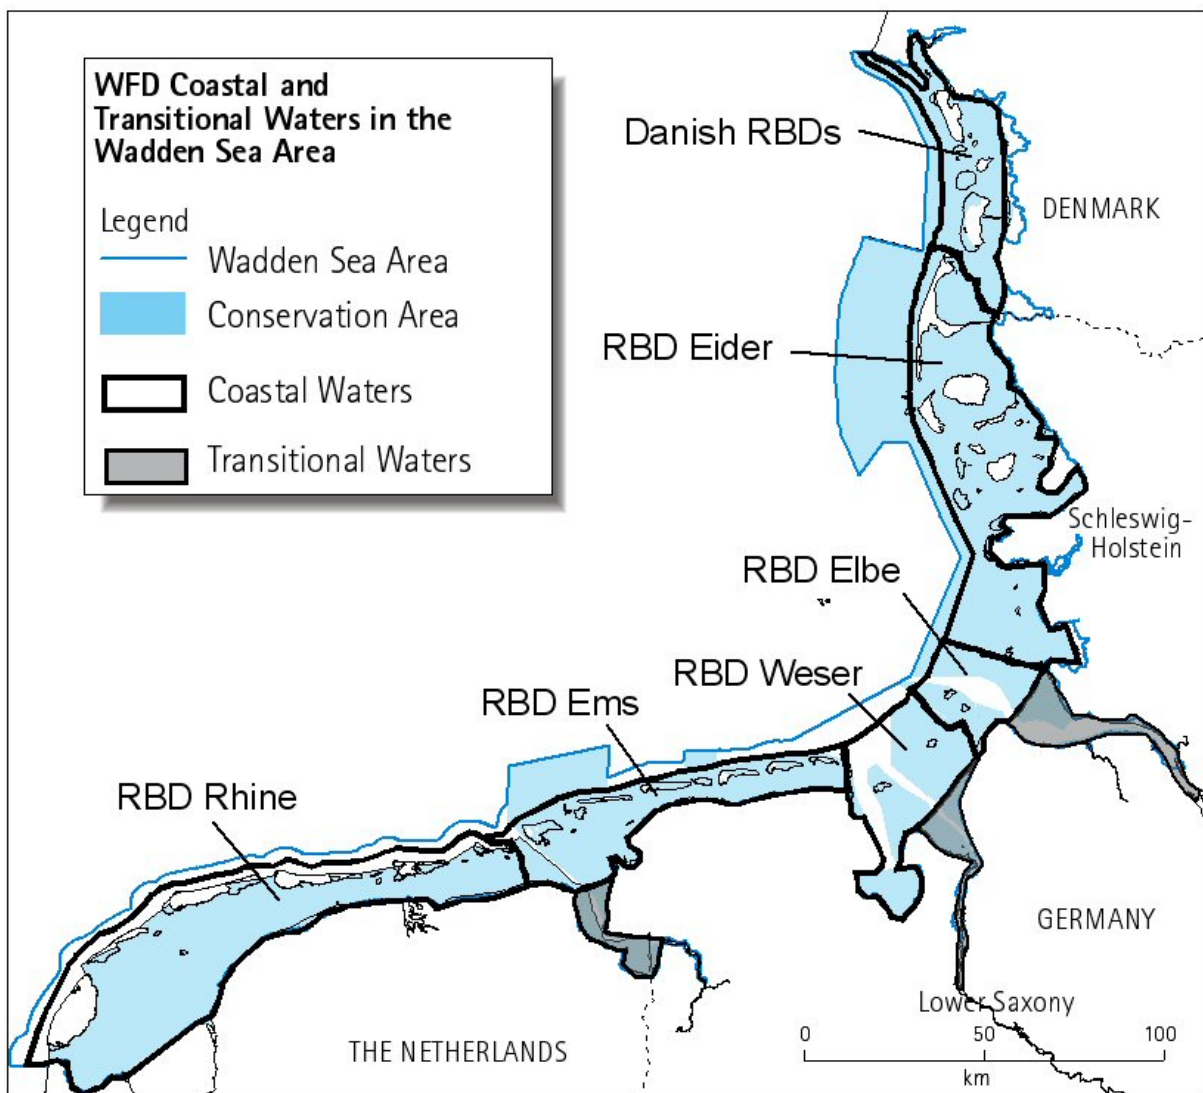 WFD Coastal and
Transitional Waters in the
Wadden Sea Area
Legend
Wadden Sea Area
Conservation Area
Coastal Waters
Transitional Waters
Danish RBDs
DENMARK
RBD Eider
Schleswig-
Holstein
RBD Elbe
RBD Weser
RBD Ems
RBD Rhine
GERMANY
Lower Saxony
THE NETHERLANDS
0 50 100
km